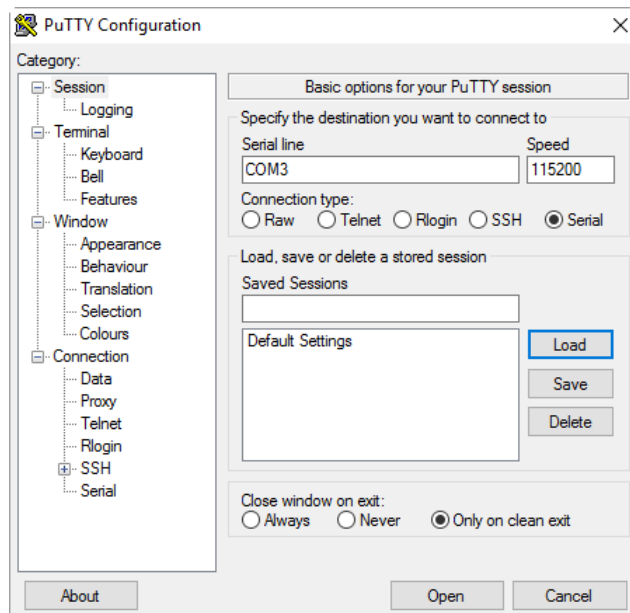 PuTTY Configuration
Category:
Session
Logging
Terminal
Keyboard
Bell
Features
Window
Appearance
Behaviour
Translation
Selection
Colours
Connection
Data
Proxy
Telnet
Rlogin
SSH
Serial
Basic options for your PuTTY session
Specify the destination you want to connect to
Serial line Speed
COM3 115200
Connection type:
Raw Telnet Rlogin SSH Serial
Load, save or delete a stored session
Saved Sessions
Default Settings
Load
Save
Delete
Close window on exit:
Always Never Only on clean exit
About Open Cancel